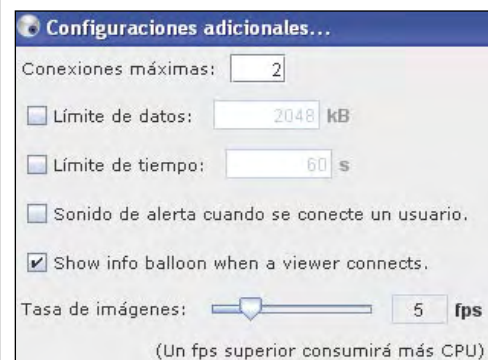 Configuraciones adicionales...
Conexiones máximas: 2
Límite de datos: 2048 kB
Límite de tiempo: 60 s
Sonido de alerta cuando se conecte un usuario.
Show info balloon when a viewer connects.
Tasa de imágenes: 5 fps
(Un fps superior consumirá más CPU)